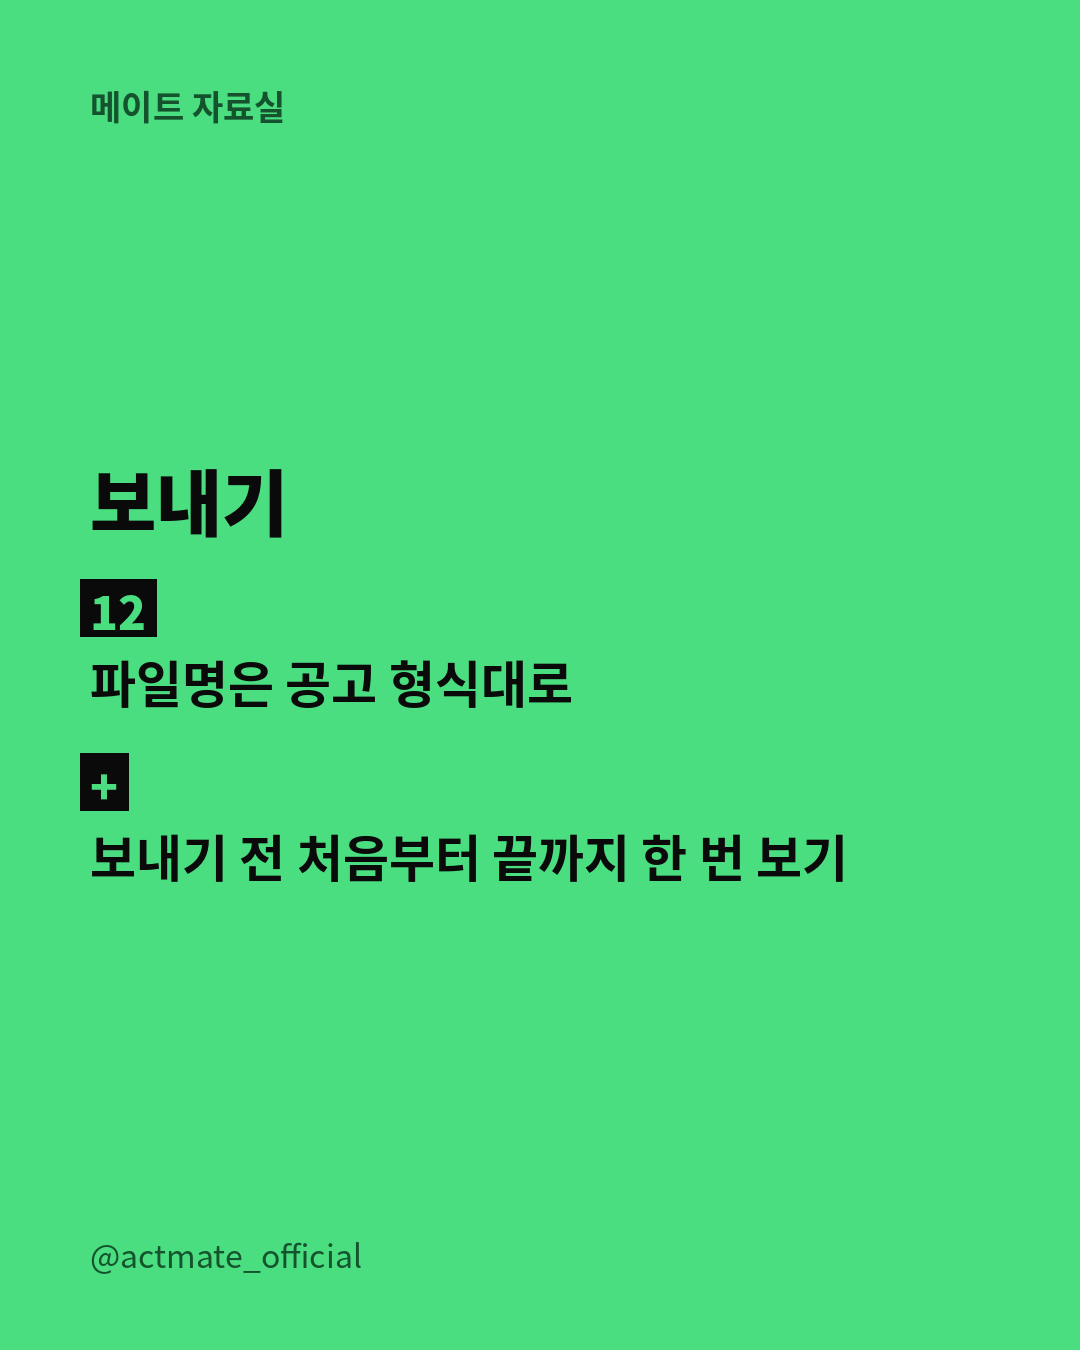 메이트 자료실
보내기
12
파일명은 공고 형식대로
+
보내기 전 처음부터 끝까지 한 번 보기
@actmate_official